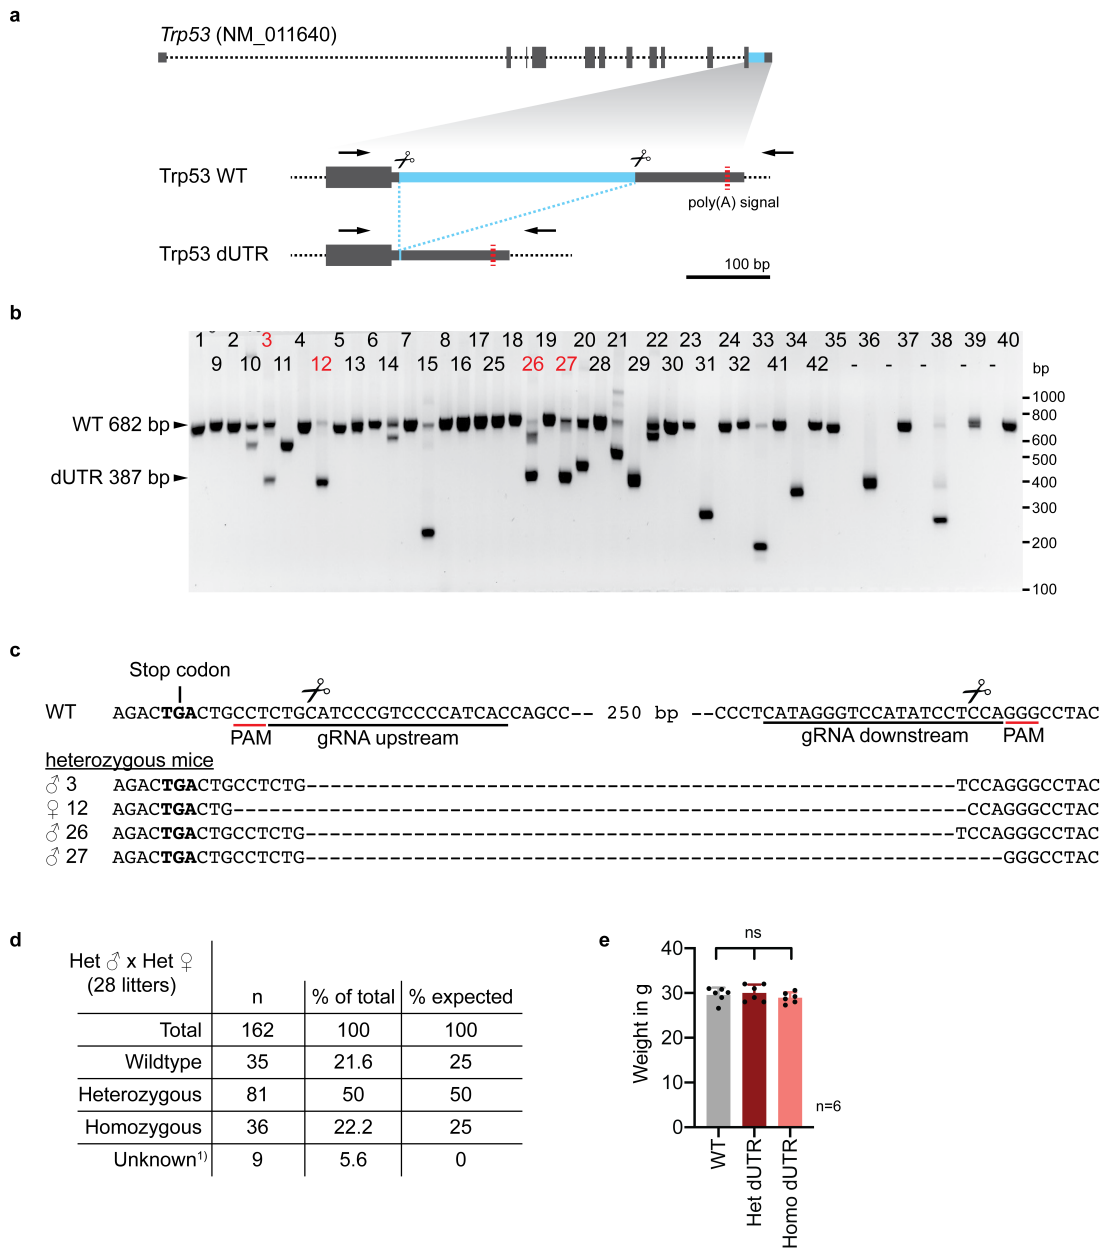 a
Trp53 (NM_011640)
Trp53 WT
poly(A) signal
Trp53 dUTR
100 bp
b
1 2 3 4 5 6 7 8 17 18 19 20 21 22 23 24 33 34 35 36 37 38 39 40
9 10 11 12 13 14 15 16 25 26 27 28 29 30 31 32 41 42 - - - - -
bp
WT 682 bp
dUTR 387 bp
1000
800
600
500
400
300
200
100
c
Stop codon
WT AGACTGACTGCCTCTGCATCCCGTCCCCATCACCAGCC-- 250 bp --CCCTCATAGGGTCCATATCCTCCAGGGCCTAC
PAM gRNA upstream gRNA downstream PAM
heterozygous mice
♂ 3 AGACTGACTGCCTCTG------------------------------------------------------TCCAGGGCCTAC
♀ 12 AGACTGACTG-------------------------------------------------------------CCAGGGCCTAC
♂ 26 AGACTGACTGCCTCTG------------------------------------------------------TCCAGGGCCTAC
♂ 27 AGACTGACTGCCTCTG----------------------------------------------------------GGGCCTAC
d
Het ♂ x Het ♀
(28 litters)
n % of total % expected
Total 162 100 100
Wildtype 35 21.6 25
Heterozygous 81 50 50
Homozygous 36 22.2 25
Unknown1) 9 5.6 0
e
ns
Weight in g
40
30
20
10
0
n=6
WT
Het dUTR
Homo dUTR